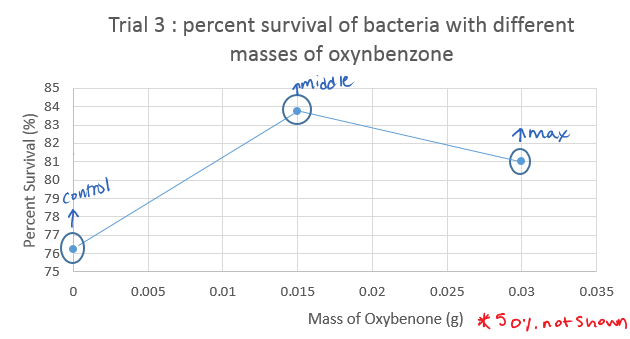 Trial 3 : percent survival of bacteria with different
masses of oxynbenzone
middle
85
84
83
82
81
80
79
78
77
76
75
max
control
Percent Survival (%)
0
0.005
0.01
0.015
0.02
0.025
0.03
0.035
Mass of Oxybenone (g)
* 50% not shown